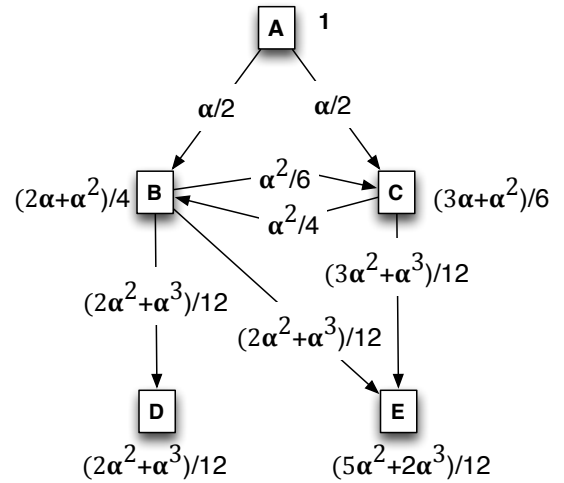 A 1
α/2 α/2
(2α+α²)/4 B α²/6 C (3α+α²)/6
α²/4
(2α²+α³)/12 (3α²+α³)/12
(2α²+α³)/12
D E
(2α²+α³)/12 (5α²+2α³)/12